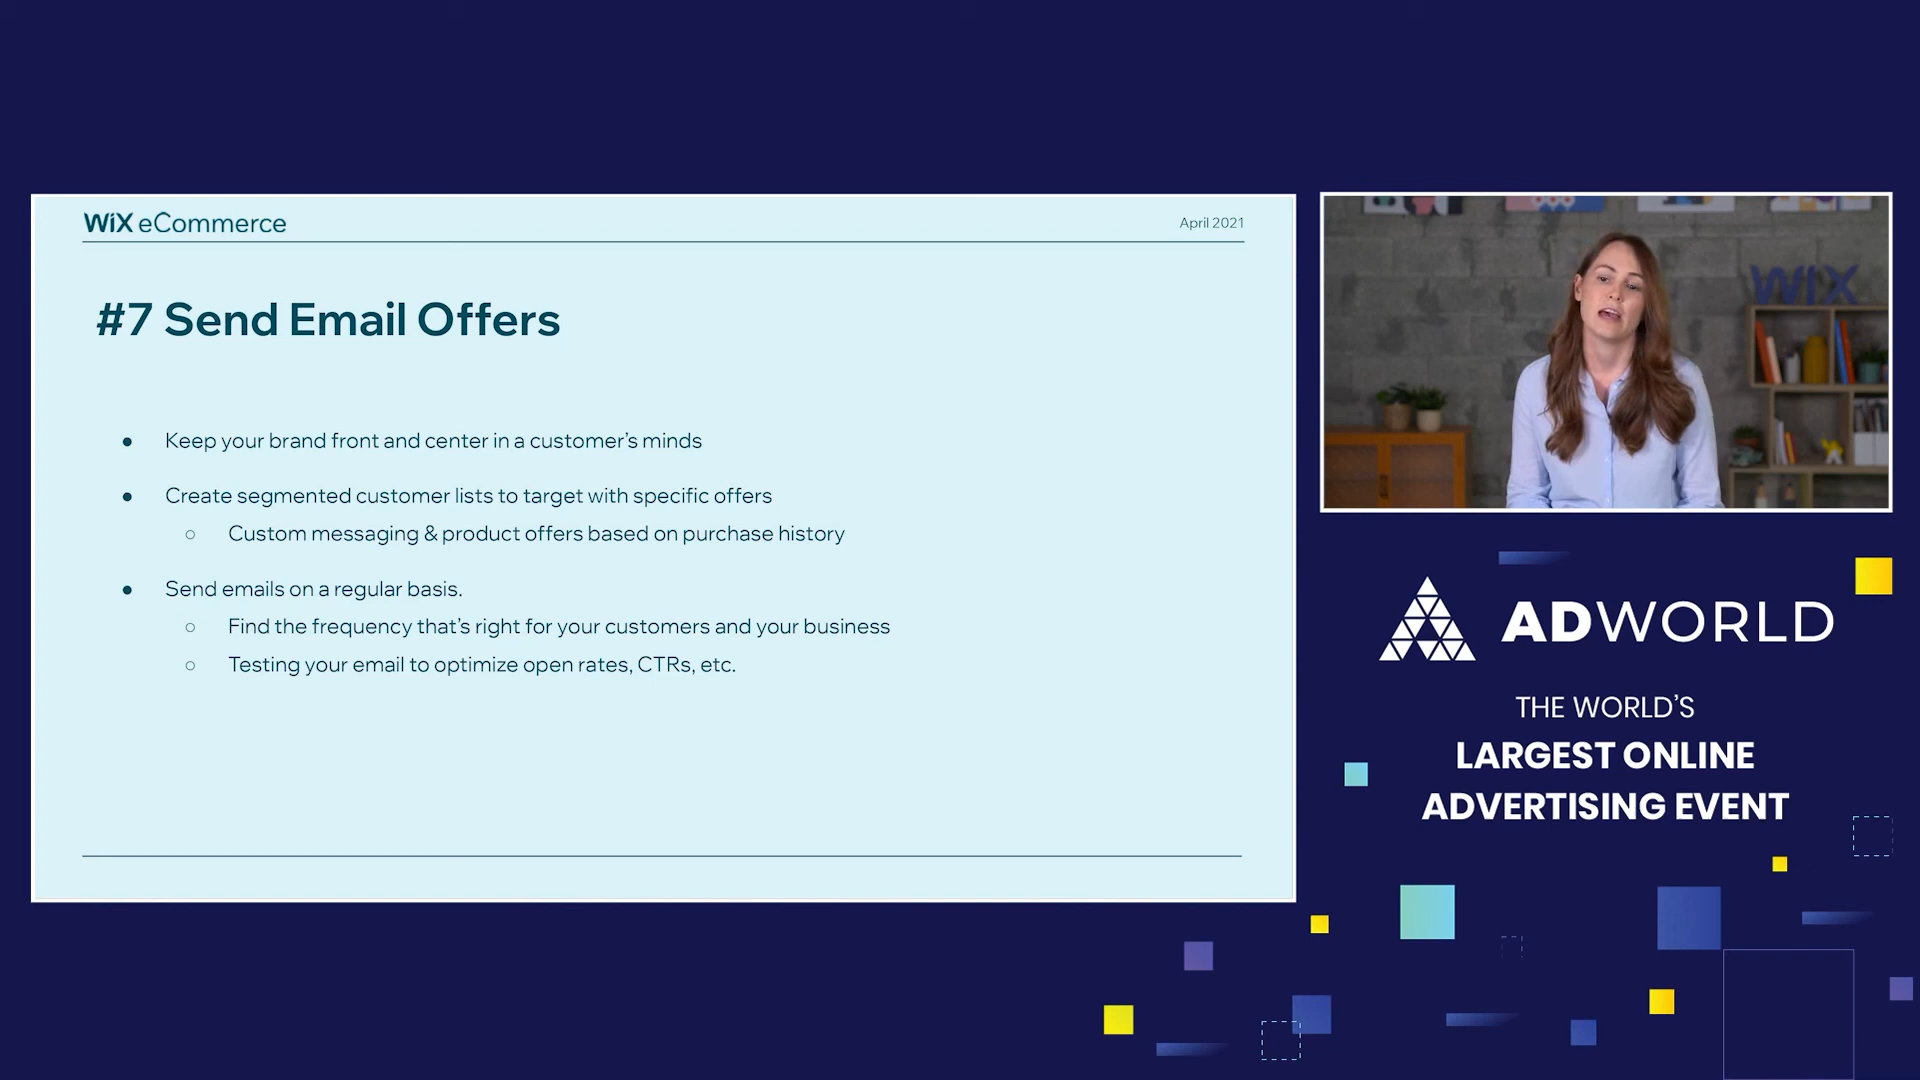 WiX eCommerce
April 2021
#7 Send Email Offers
● Keep your brand front and center in a customer's minds
● Create segmented customer lists to target with specific offers
○ Custom messaging & product offers based on purchase history
● Send emails on a regular basis.
○ Find the frequency that's right for your customers and your business
○ Testing your email to optimize open rates, CTRs, etc.
WIX
ADWORLD
THE WORLD'S
LARGEST ONLINE
ADVERTISING EVENT